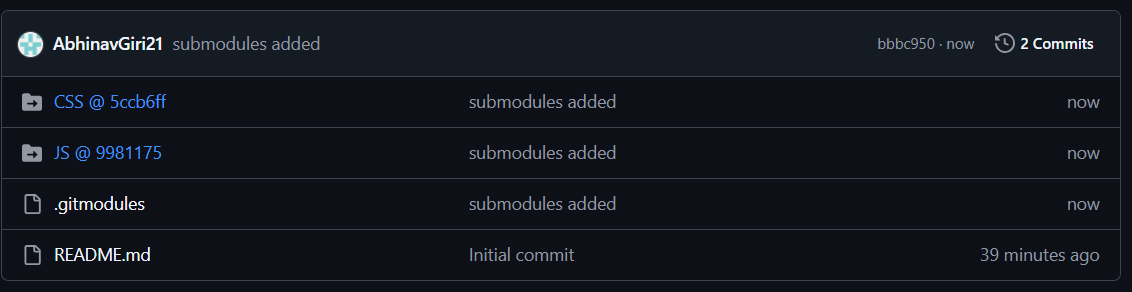 AbhinavGiri21 submodules added bbbc950 · now 2 Commits
CSS @ 5ccb6ff submodules added now
JS @ 9981175 submodules added now
.gitmodules submodules added now
README.md Initial commit 39 minutes ago